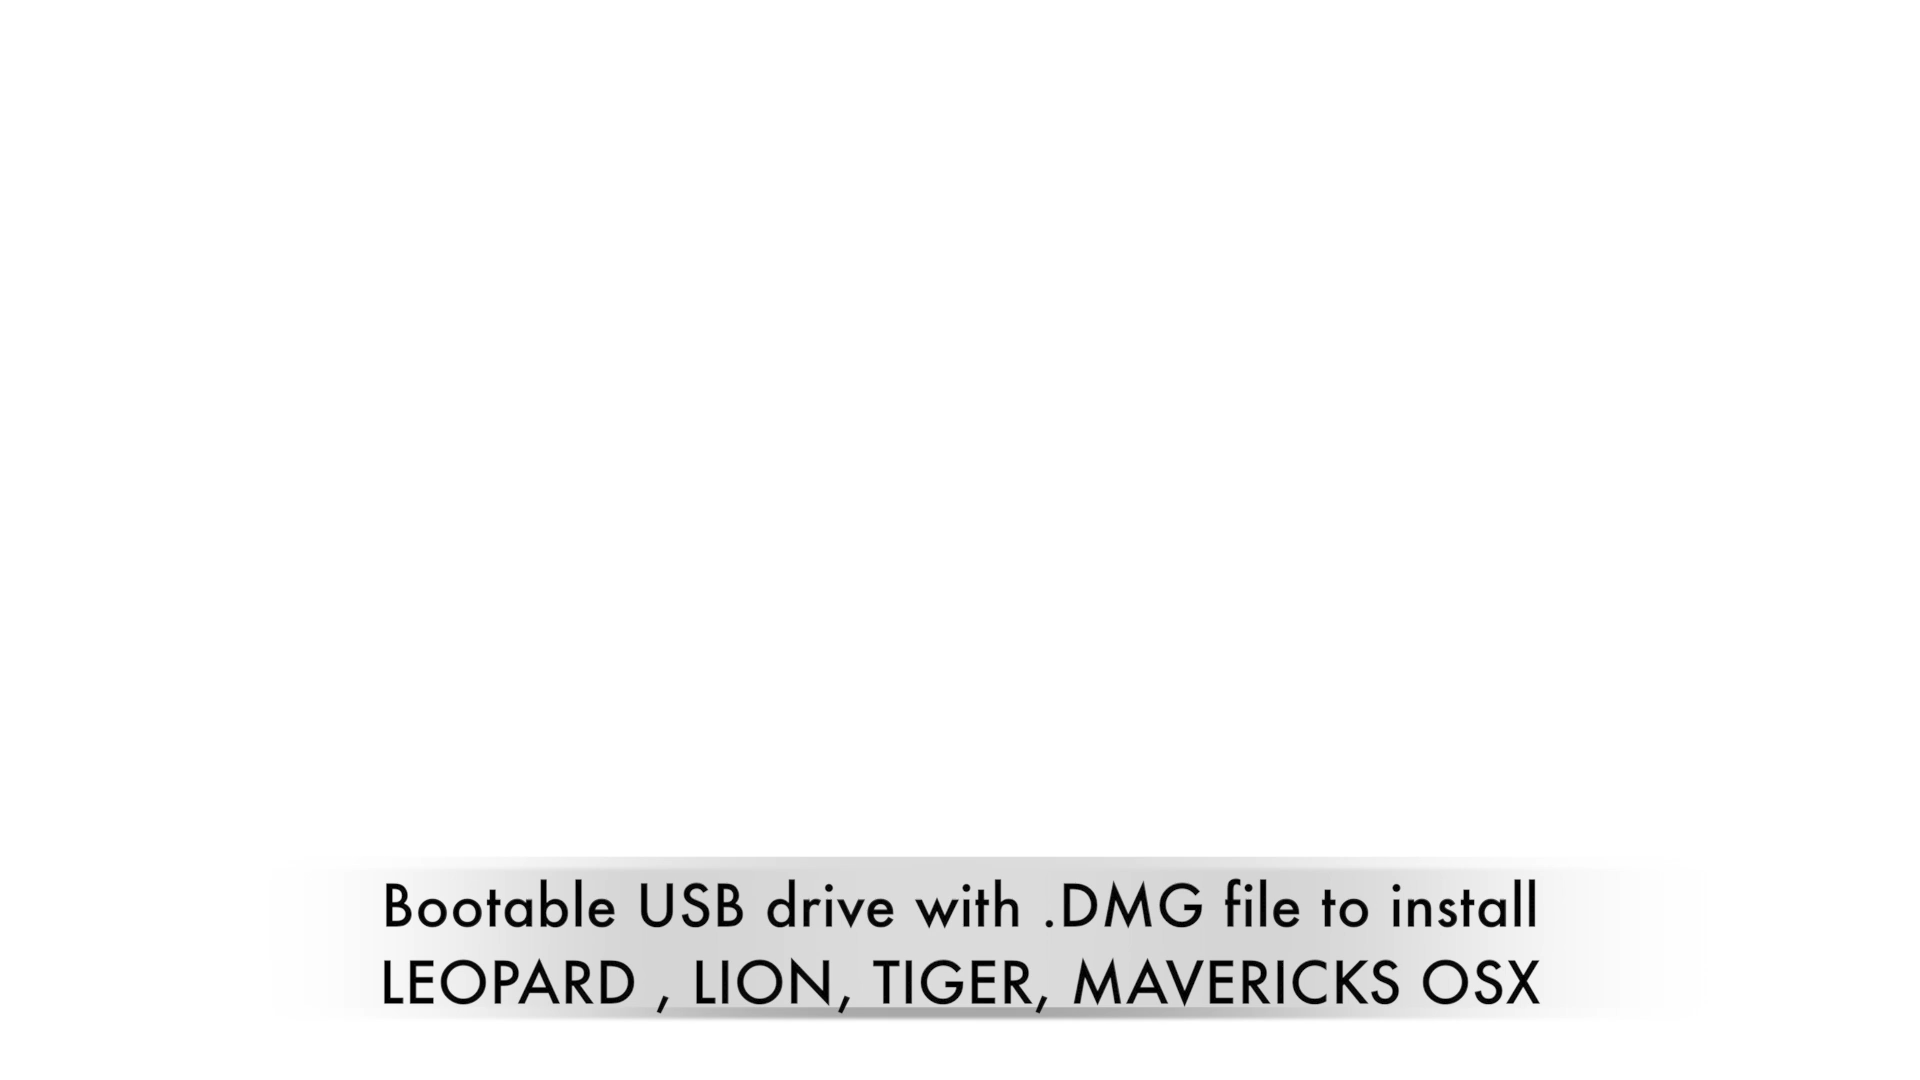 Bootable USB drive with .DMG file to install
LEOPARD , LION, TIGER, MAVERICKS OSX